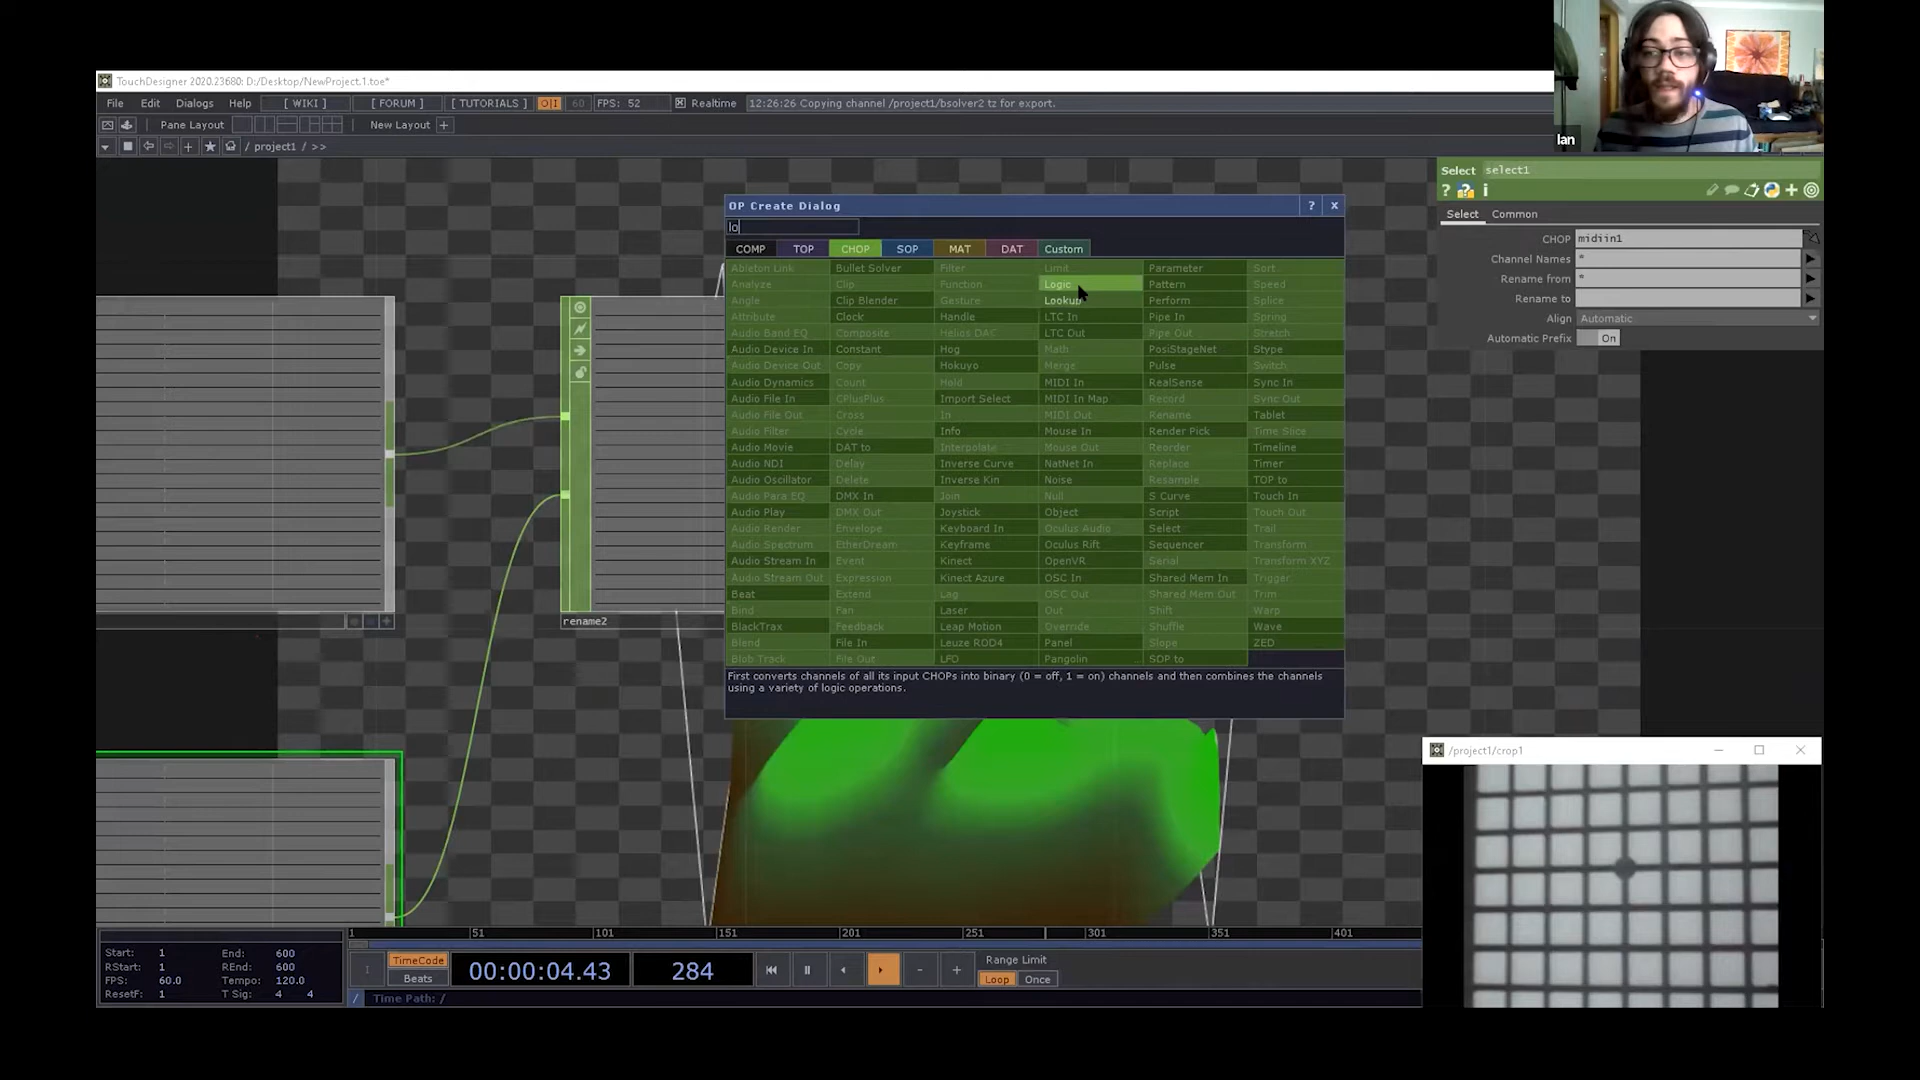 TouchDesigner 2020.23680: D:/Desktop/NewProject.1.toe*
File Edit Dialogs Help [ WIKI ] [ FORUM ] [ TUTORIALS ] O|I 60 FPS: 52 Realtime 12:26:26 Copying channel /project1/bsolver2 tz for export.
Pane Layout New Layout +
/ project1 / >>
Ian
Select select1
? i
Select Common
CHOP midiin1
Channel Names *
Rename from *
Rename to
Align Automatic
Automatic Prefix On
OP Create Dialog ? x
lo
COMP TOP CHOP SOP MAT DAT Custom
Ableton Link Bullet Solver Filter Limit Parameter Sort
Analyze Clip Function Logic Pattern Speed
Angle Clip Blender Gesture Lookup Perform Splice
Attribute Clock Handle LTC In Pipe In Spring
Audio Band EQ Composite Helios DAC LTC Out Pipe Out Stretch
Audio Device In Constant Hog Math PosiStageNet Stype
Audio Device Out Copy Hokuyo Merge Pulse Switch
Audio Dynamics Count Hold MIDI In RealSense Sync In
Audio File In CPlusPlus Import Select MIDI In Map Record Sync Out
Audio File Out Cross In MIDI Out Rename Tablet
Audio Filter Cycle Info Mouse In Render Pick Time Slice
Audio Movie DAT to Interpolate Mouse Out Reorder Timeline
Audio NDI Delay Inverse Curve NatNet In Replace Timer
Audio Oscillator Delete Inverse Kin Noise Resample TOP to
Audio Para EQ DMX In Join Null S Curve Touch In
Audio Play DMX Out Joystick Object Script Touch Out
Audio Render Envelope Keyboard In Oculus Audio Select Trail
Audio Spectrum EtherDream Keyframe Oculus Rift Sequencer Transform
Audio Stream In Event Kinect OpenVR Serial Transform XYZ
Audio Stream Out Expression Kinect Azure OSC In Shared Mem In Trigger
Beat Extend Lag OSC Out Shared Mem Out Trim
Bind Fan Laser Out Shift Warp
BlackTrax Feedback Leap Motion Override Shuffle Wave
Blend File In Leuze ROD4 Panel Slope ZED
Blob Track File Out LFO Pangolin SOP to
First converts channels of all its input CHOPs into binary (0 = off, 1 = on) channels and then combines the channels
using a variety of logic operations.
rename2
/project1/crop1
1 51 101 151 201 251 301 351 401
Start: 1 End: 600
RStart: 1 REnd: 600
FPS: 60.0 Tempo: 120.0
ResetF: 1 T Sig: 4 4
TimeCode
Beats
00:00:04.43 284
Range Limit
Loop Once
/ Time Path: /